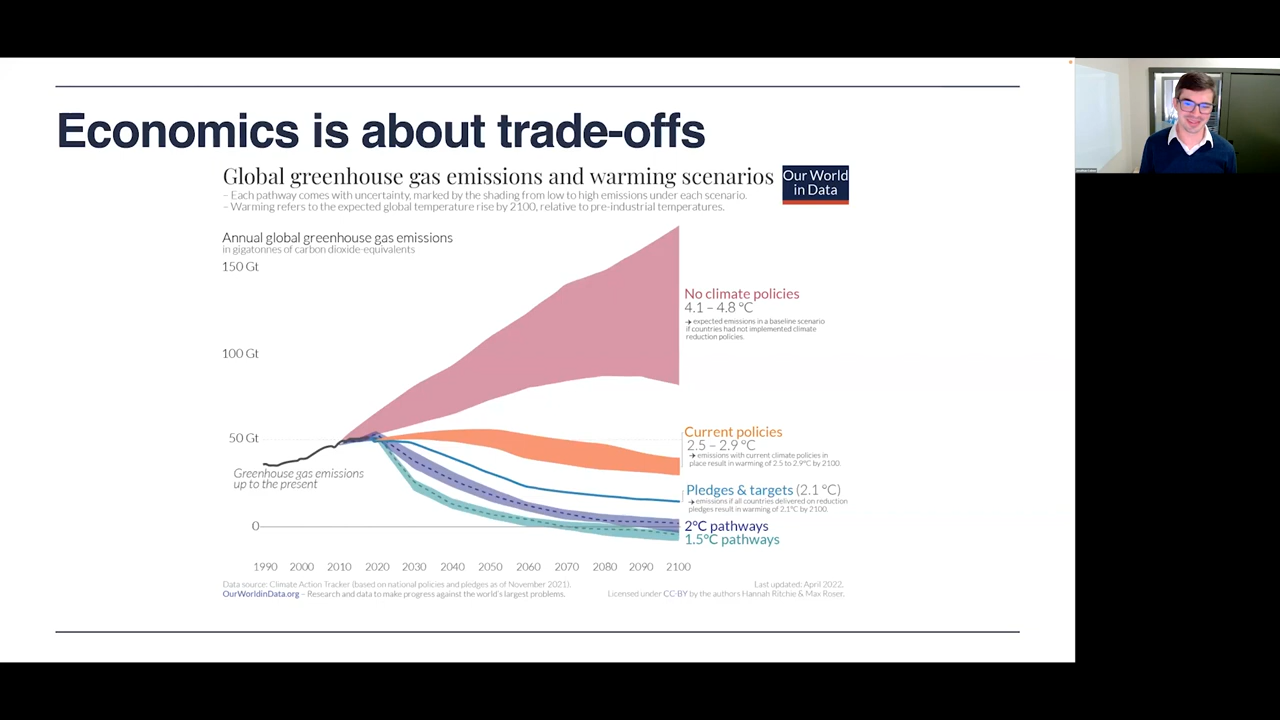 Economics is about trade-offs
Global greenhouse gas emissions and warming scenarios
Our World
in Data
– Each pathway comes with uncertainty, marked by the shading from low to high emissions under each scenario.
– Warming refers to the expected global temperature rise by 2100, relative to pre-industrial temperatures.
Annual global greenhouse gas emissions
in gigatonnes of carbon dioxide-equivalents
150 Gt
100 Gt
50 Gt
0
Greenhouse gas emissions
up to the present
No climate policies
4.1 – 4.8 °C
→ expected emissions in a baseline scenario
if countries had not implemented climate
reduction policies.
Current policies
2.5 – 2.9 °C
→ emissions with current climate policies in
place result in warming of 2.5 to 2.9°C by 2100.
Pledges & targets (2.1 °C)
→ emissions if all countries delivered on reduction
pledges result in warming of 2.1°C by 2100.
2°C pathways
1.5°C pathways
1990 2000 2010 2020 2030 2040 2050 2060 2070 2080 2090 2100
Data source: Climate Action Tracker (based on national policies and pledges as of November 2021).
Last updated: April 2022.
OurWorldinData.org – Research and data to make progress against the world's largest problems.
Licensed under CC-BY by the authors Hannah Ritchie & Max Roser.